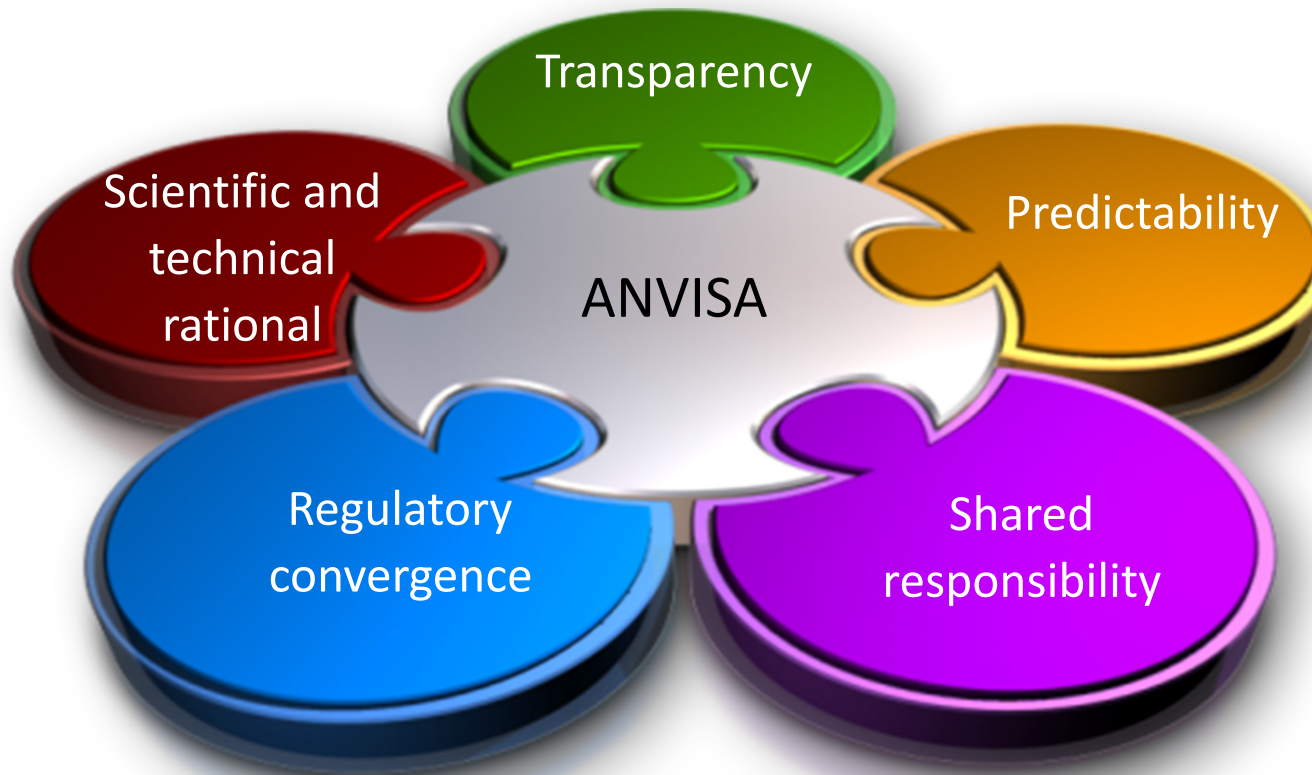 Transparency
Scientific and
technical
rational
Predictability
ANVISA
Regulatory
convergence
Shared
responsibility